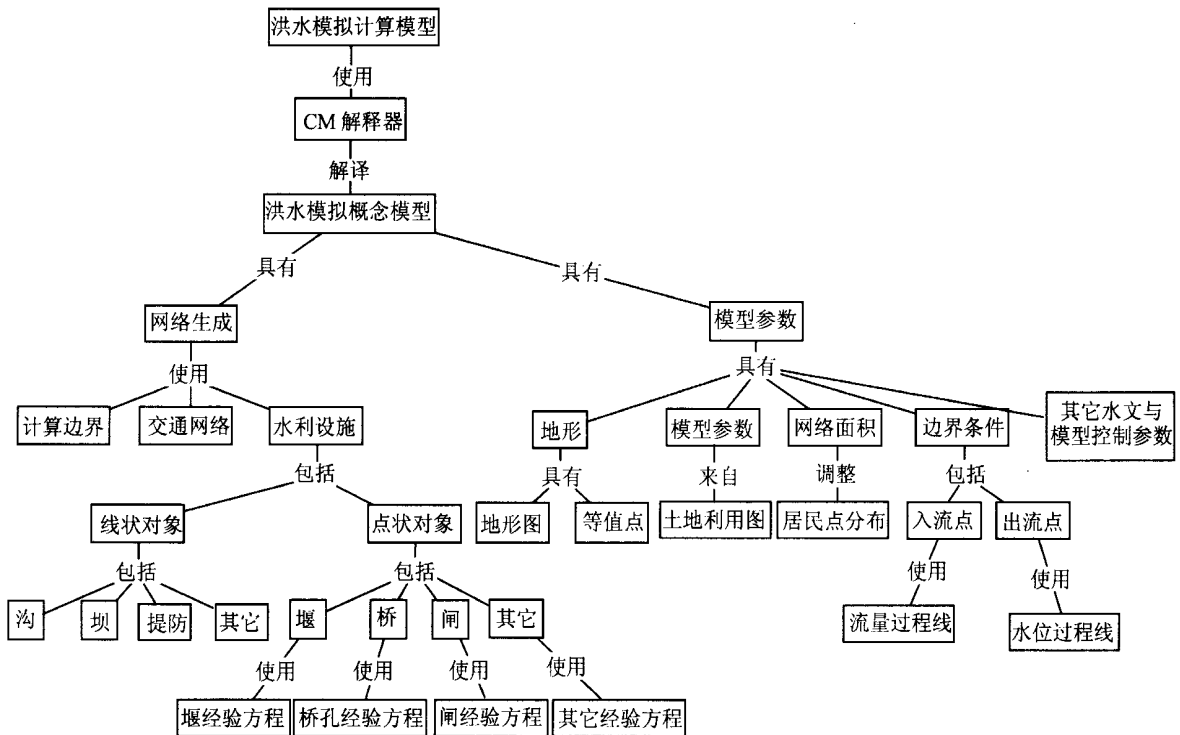 洪水模拟计算模型
使用
CM 解释器
解译
洪水模拟概念模型
具有
具有
网络生成
模型参数
使用
具有
计算边界
交通网络
水利设施
地形
模型参数
网络面积
边界条件
其它水文与
模型控制参数
包括
具有
来自
调整
包括
线状对象
点状对象
地形图
等值点
土地利用图
居民点分布
入流点
出流点
包括
包括
使用
使用
沟
坝
提防
其它
堰
桥
闸
其它
流量过程线
水位过程线
使用
使用
使用
使用
堰经验方程
桥孔经验方程
闸经验方程
其它经验方程